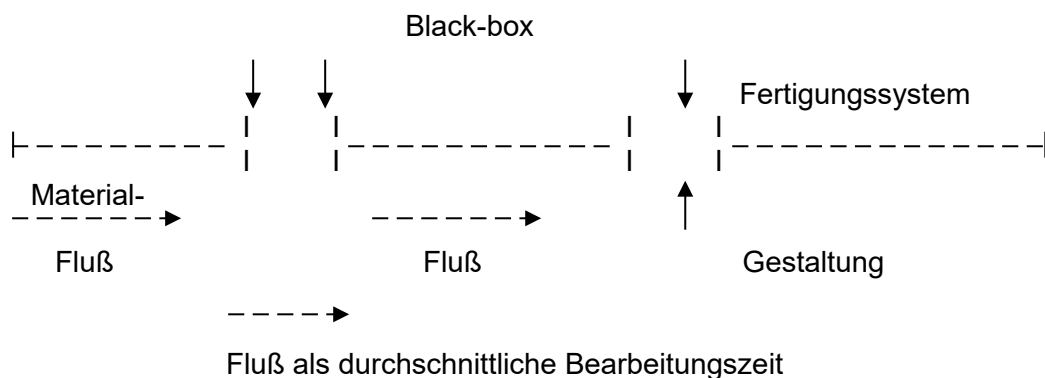 Black-box
Fertigungssystem
Material-
Fluß
Fluß
Gestaltung
Fluß als durchschnittliche Bearbeitungszeit